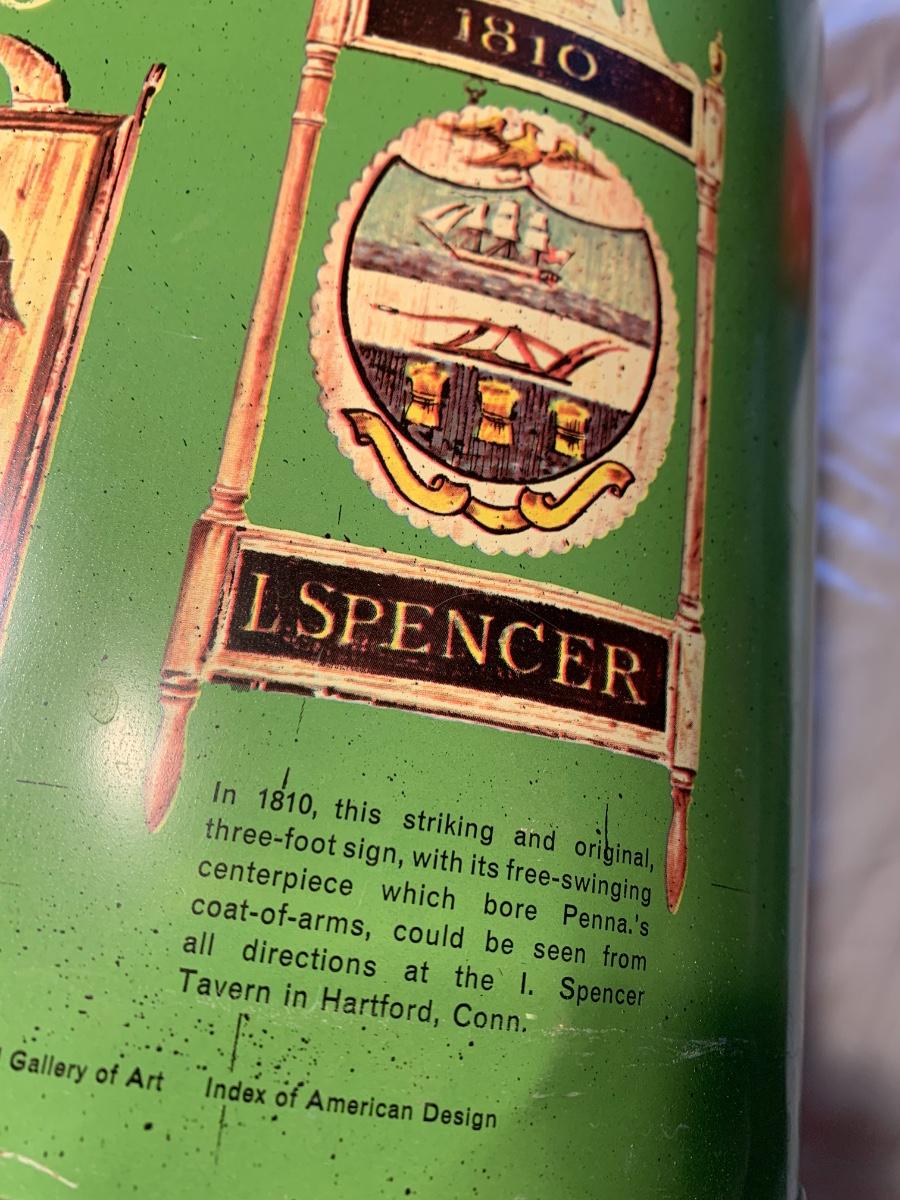 1810
I. SPENCER
In 1810, this striking and original,
three-foot sign, with its free-swinging
centerpiece which bore Penna.'s
coat-of-arms, could be seen from
all directions at the I. Spencer
Tavern in Hartford, Conn.
Gallery of Art Index of American Design